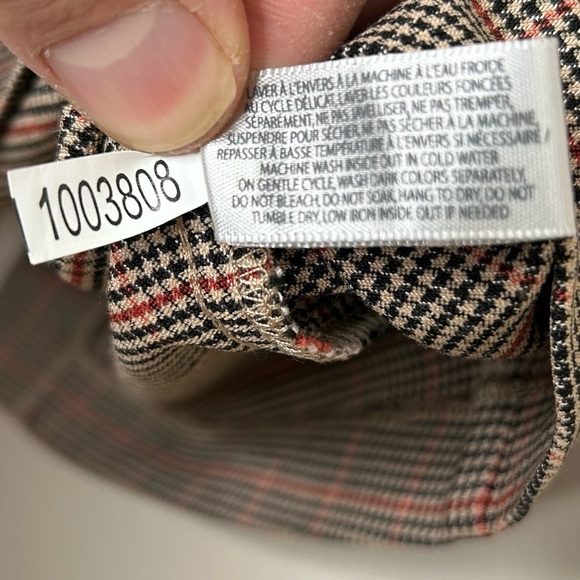 LAVER À L'ENVERS À LA MACHINE À L'EAU FROIDE
AU CYCLE DÉLICAT, LAVER LES COULEURS FONCÉES
SÉPARÉMENT, NE PAS JAVELLISER, NE PAS TREMPER,
SUSPENDRE POUR SÉCHER, NE PAS SÉCHER À LA MACHINE,
REPASSER À BASSE TEMPÉRATURE À L'ENVERS SI NÉCESSAIRE /
MACHINE WASH INSIDE OUT IN COLD WATER
ON GENTLE CYCLE, WASH DARK COLORS SEPARATELY,
DO NOT BLEACH, DO NOT SOAK, HANG TO DRY, DO NOT
TUMBLE DRY, LOW IRON INSIDE OUT IF NEEDED
1003808